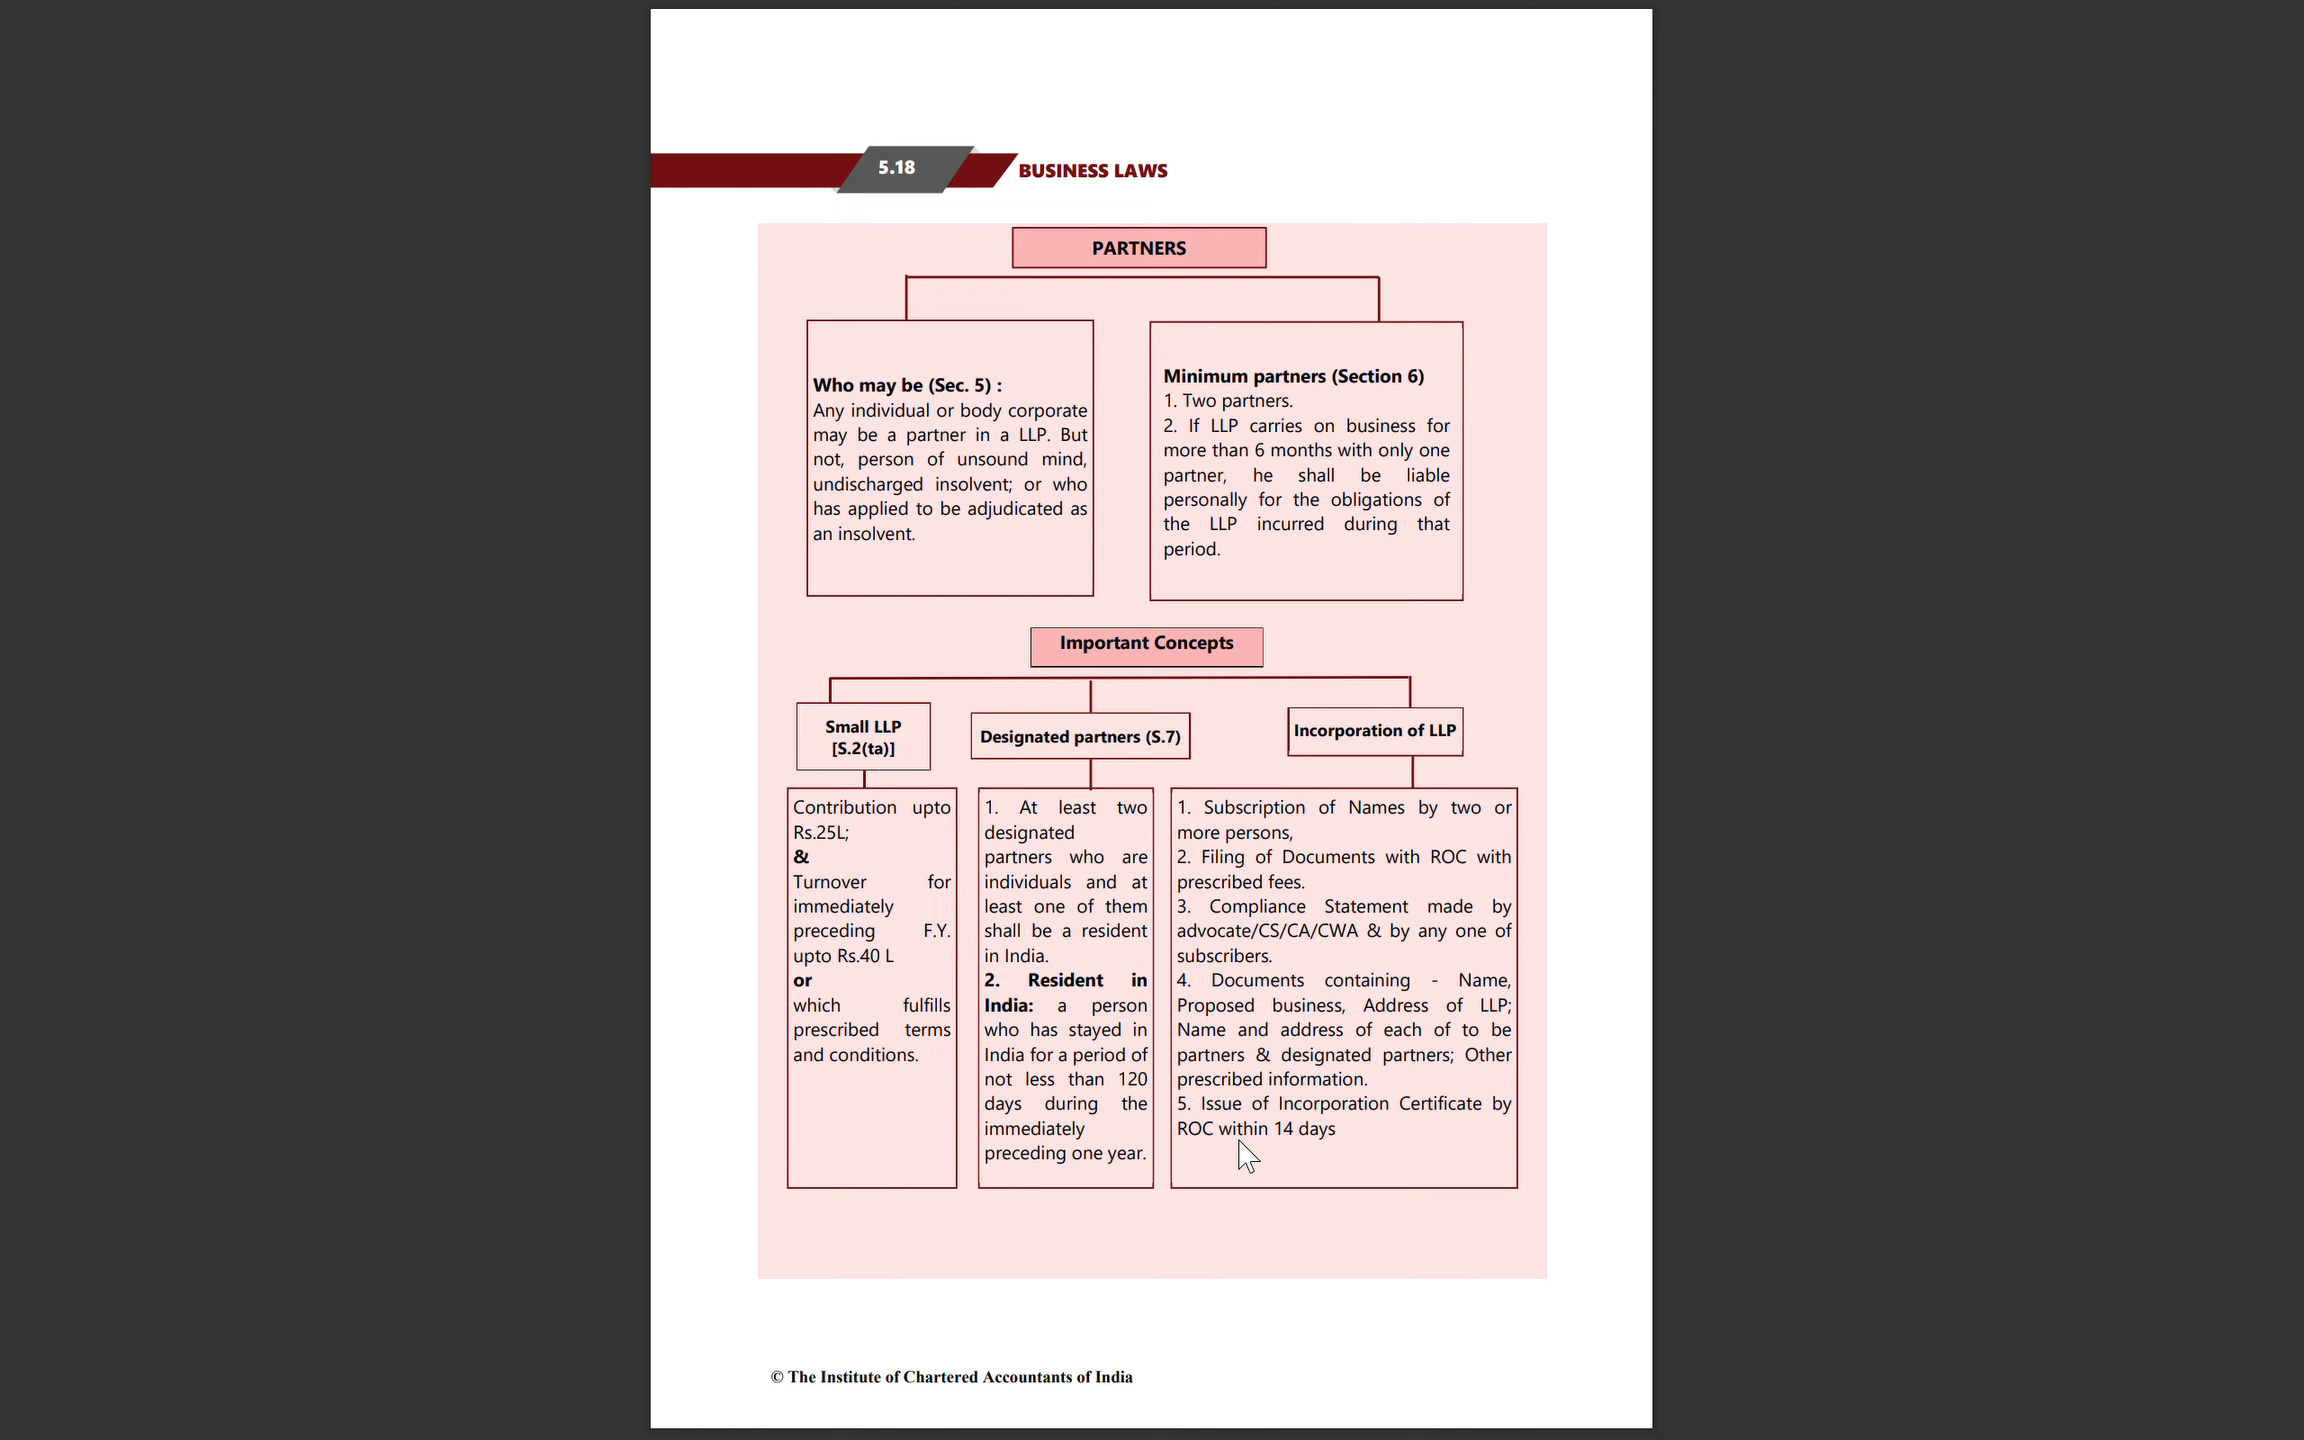 5.18
BUSINESS LAWS
PARTNERS
Who may be (Sec. 5) :
Any individual or body corporate
may be a partner in a LLP. But
not, person of unsound mind,
undischarged insolvent; or who
has applied to be adjudicated as
an insolvent.
Minimum partners (Section 6)
1. Two partners.
2. If LLP carries on business for
more than 6 months with only one
partner, he shall be liable
personally for the obligations of
the LLP incurred during that
period.
Important Concepts
Small LLP
[S.2(ta)]
Contribution upto
Rs.25L;
&
Turnover for
immediately
preceding F.Y.
upto Rs.40 L
or
which fulfills
prescribed terms
and conditions.
Designated partners (S.7)
1. At least two
designated
partners who are
individuals and at
least one of them
shall be a resident
in India.
2. Resident in
India: a person
who has stayed in
India for a period of
not less than 120
days during the
immediately
preceding one year.
Incorporation of LLP
1. Subscription of Names by two or
more persons,
2. Filing of Documents with ROC with
prescribed fees.
3. Compliance Statement made by
advocate/CS/CA/CWA & by any one of
subscribers.
4. Documents containing - Name,
Proposed business, Address of LLP;
Name and address of each of to be
partners & designated partners; Other
prescribed information.
5. Issue of Incorporation Certificate by
ROC within 14 days
© The Institute of Chartered Accountants of India